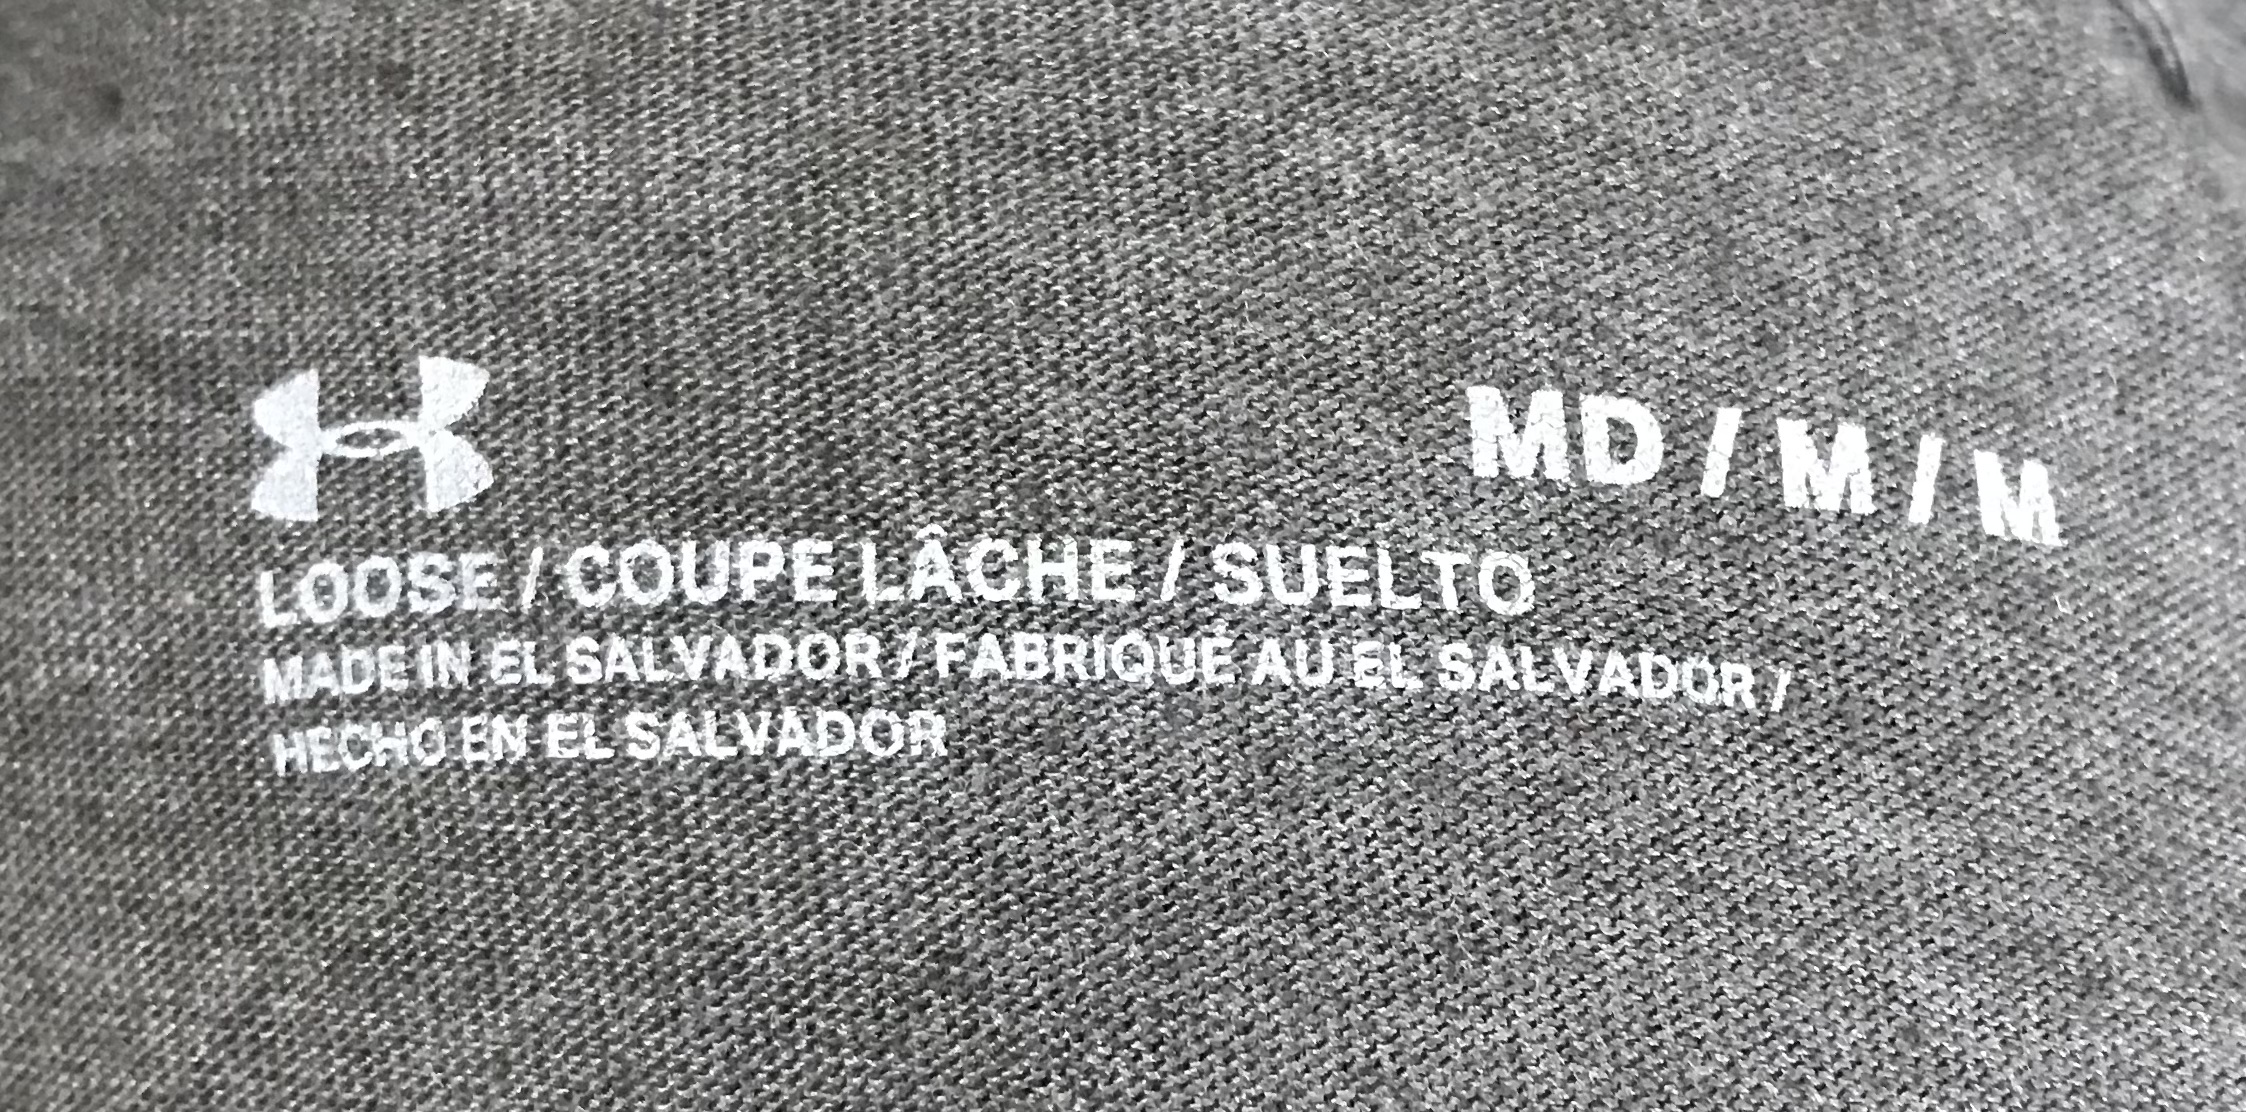 MD / M / M
LOOSE / COUPE LÂCHE / SUELTO
MADE IN EL SALVADOR / FABRIQUÉ AU EL SALVADOR /
HECHO EN EL SALVADOR